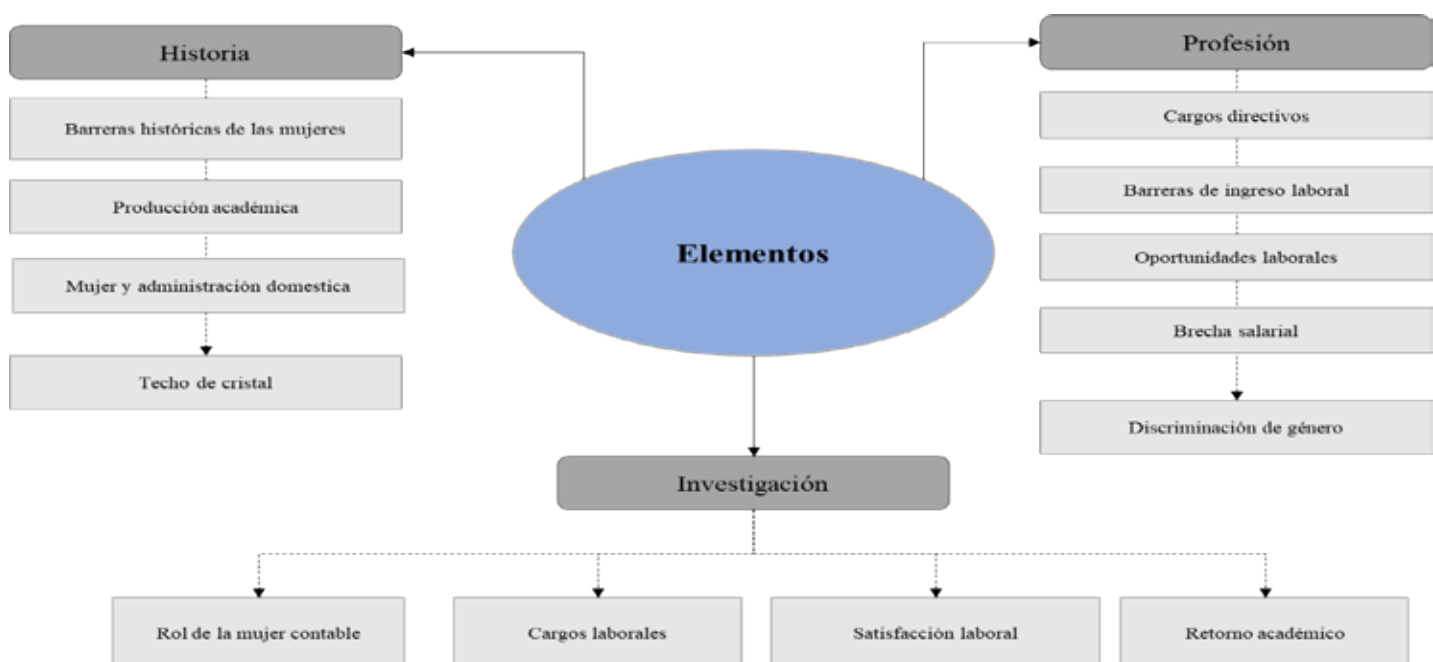 Historia
Barreras históricas de las mujeres
Producción académica
Mujer y administración domestica
Techo de cristal
Elementos
Profesión
Cargos directivos
Barreras de ingreso laboral
Oportunidades laborales
Brecha salarial
Discriminación de género
Investigación
Rol de la mujer contable
Cargos laborales
Satisfacción laboral
Retorno académico